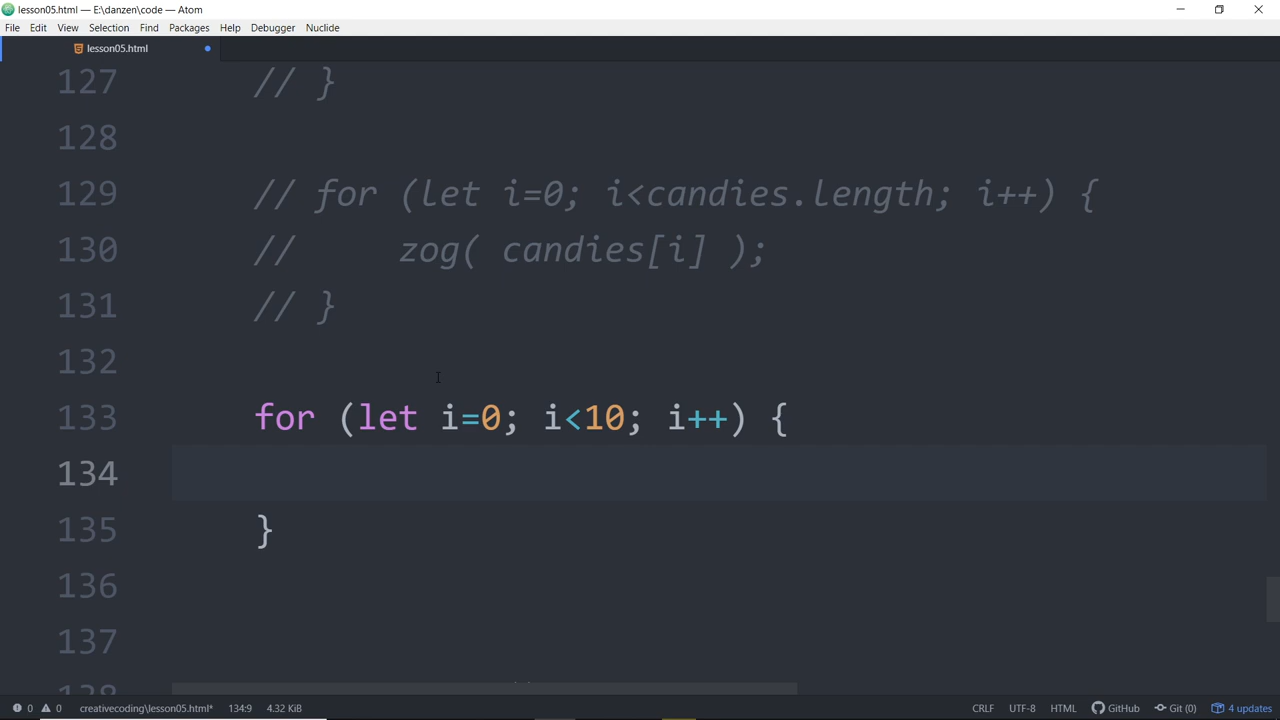 lesson05.html — E:\danzen\code — Atom
File Edit View Selection Find Packages Help Debugger Nuclide
lesson05.html
127 // }
128
129 // for (let i=0; i<candies.length; i++) {
130 // zog( candies[i] );
131 // }
132
133 for (let i=0; i<10; i++) {
134
135 }
136
137
138
0 0 creativecoding\lesson05.html* 134:9 4.32 KiB CRLF UTF-8 HTML GitHub Git (0) 4 updates